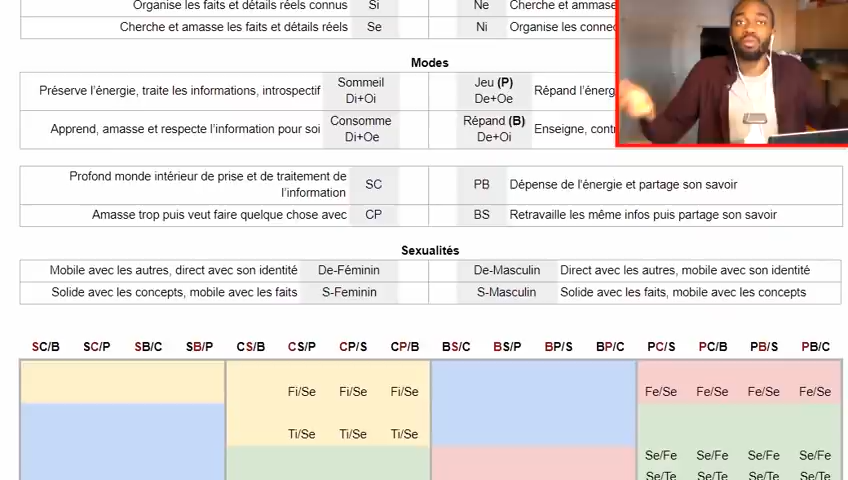 Organise les faits et détails réels connus Si Ne Cherche et ammase
Cherche et amasse les faits et détails réels Se Ni Organise les
Modes
Préserve l'énergie, traite les informations, introspectif Sommeil Di+Oi Jeu (P) De+Oe Répand
Apprend, amasse et respecte l'information pour soi Consomme Di+Oe Répand (B) De+Oi Enseigne,
Profond monde intérieur de prise et de traitement de l'information SC PB Dépense de l'énergie et partage son savoir
Amasse trop puis veut faire quelque chose avec CP BS Retravaille les même infos puis partage son savoir
Sexualités
Mobile avec les autres, direct avec son identité De-Féminin De-Masculin Direct avec les autres, mobile avec son identité
Solide avec les concepts, mobile avec les faits S-Feminin S-Masculin Solide avec les faits, mobile avec les concepts
SC/B SC/P SB/C SB/P CS/B CS/P CP/S CP/B BS/C BS/P BP/S BP/C PC/S PC/B PB/S PB/C
Fi/Se Fi/Se Fi/Se Fe/Se Fe/Se Fe/Se Fe/Se
Ti/Se Ti/Se Ti/Se
Se/Fe Se/Fe Se/Fe Se/Fe
Se/Te Se/Te Se/Te Se/Te